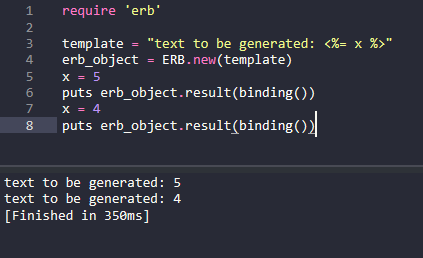 1 require 'erb'
2
3 template = "text to be generated: <%= x %>"
4 erb_object = ERB.new(template)
5 x = 5
6 puts erb_object.result(binding())
7 x = 4
8 puts erb_object.result(binding())
text to be generated: 5
text to be generated: 4
[Finished in 350ms]